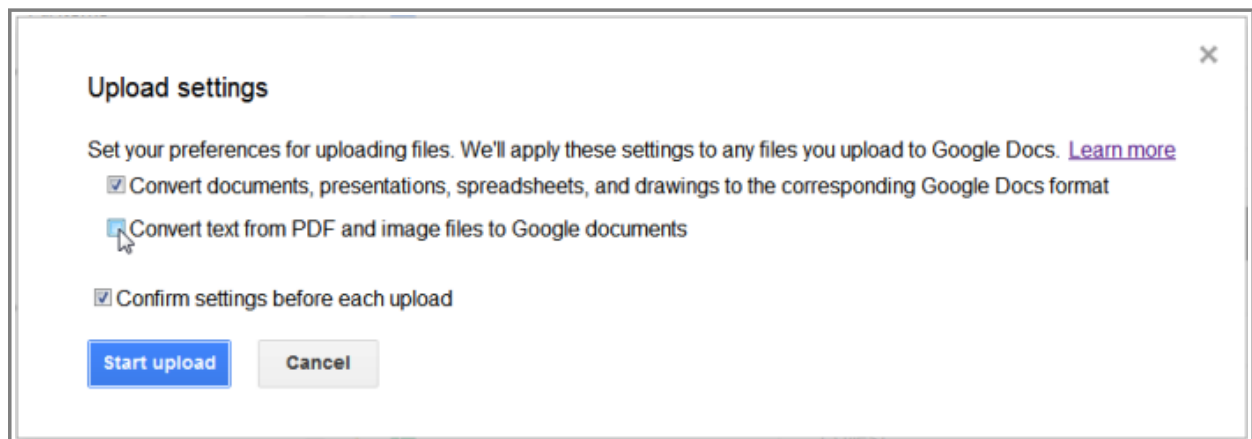 Upload settings
Set your preferences for uploading files. We'll apply these settings to any files you upload to Google Docs. Learn more
Convert documents, presentations, spreadsheets, and drawings to the corresponding Google Docs format
Convert text from PDF and image files to Google documents
Confirm settings before each upload
Start upload Cancel